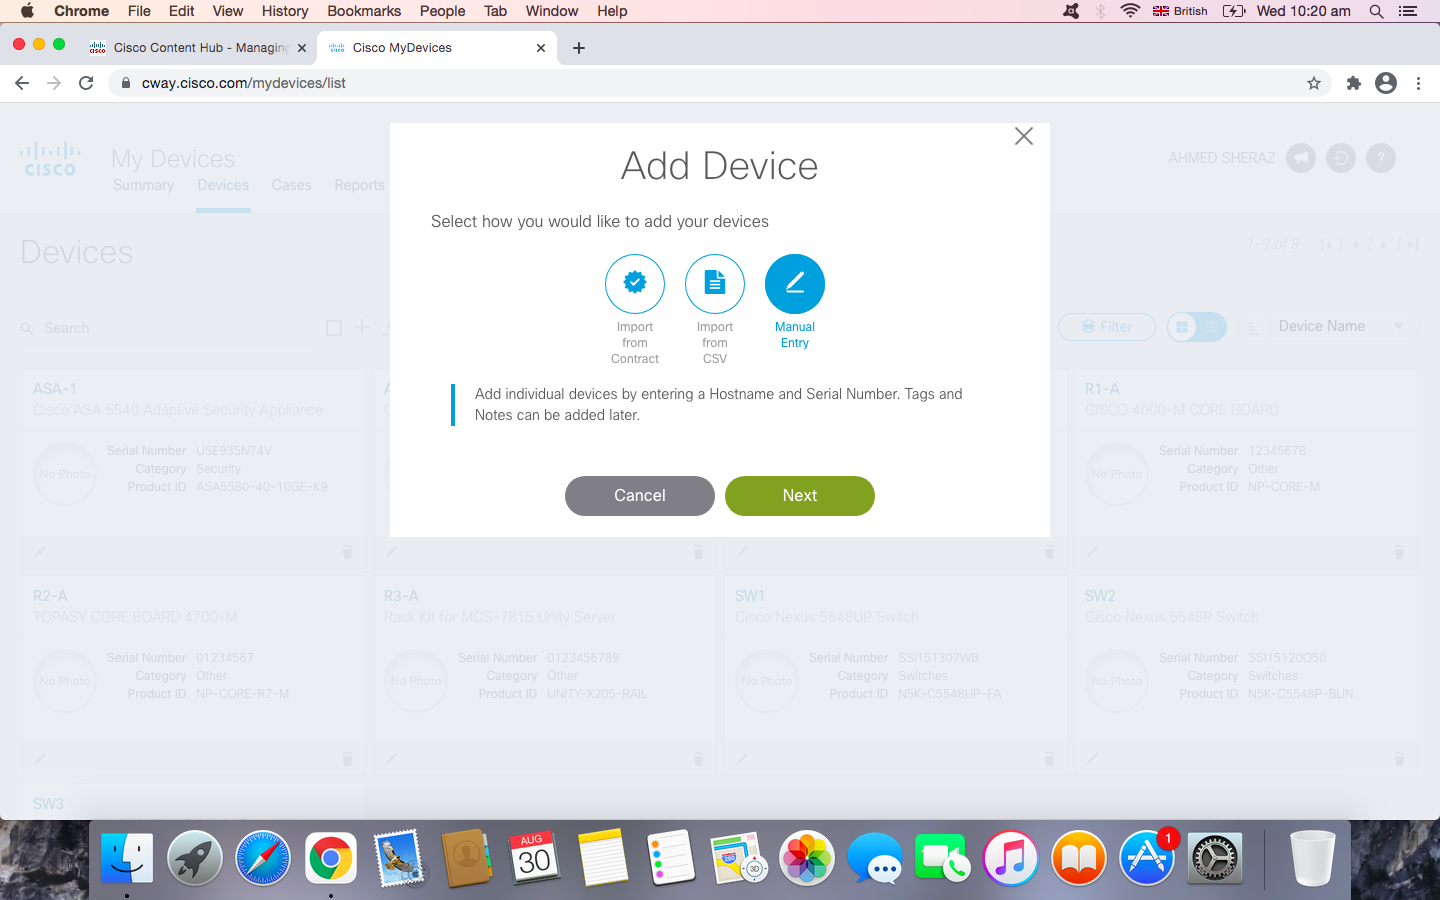 Chrome File Edit View History Bookmarks People Tab Window Help British Wed 10:20 am
Cisco Content Hub - Managing Cisco MyDevices
cway.cisco.com/mydevices/list
CISCO My Devices AHMED SHERAZ
Summary Devices Cases Reports
Add Device
Select how you would like to add your devices
Import from Contract
Import from CSV
Manual Entry
Add individual devices by entering a Hostname and Serial Number. Tags and
Notes can be added later.
Cancel Next
Devices 1-9 of 9
Search Filter Device Name
ASA-1
Cisco ASA 5540 Adaptive Security Appliance
No Photo
Serial Number USE935N74V
Category Security
Product ID ASA5580-40-10GE-K9
R1-A
CISCO 4000-M CORE BOARD
No Photo
Serial Number 12345678
Category Other
Product ID NP-CORE-M
R2-A
TOPASY CORE BOARD 4700-M
No Photo
Serial Number 01234567
Category Other
Product ID NP-CORE-R7-M
R3-A
Rack Kit for MCS-7815 Unity Server
No Photo
Serial Number 0123456789
Category Other
Product ID UNITY-X205-RAIL
SW1
Cisco Nexus 5548UP Switch
No Photo
Serial Number SSI151307WB
Category Switches
Product ID N5K-C5548UP-FA
SW2
Cisco Nexus 5548P Switch
No Photo
Serial Number SSI15120Q50
Category Switches
Product ID N5K-C5548P-BUN
SW3
AUG
30
3D
1